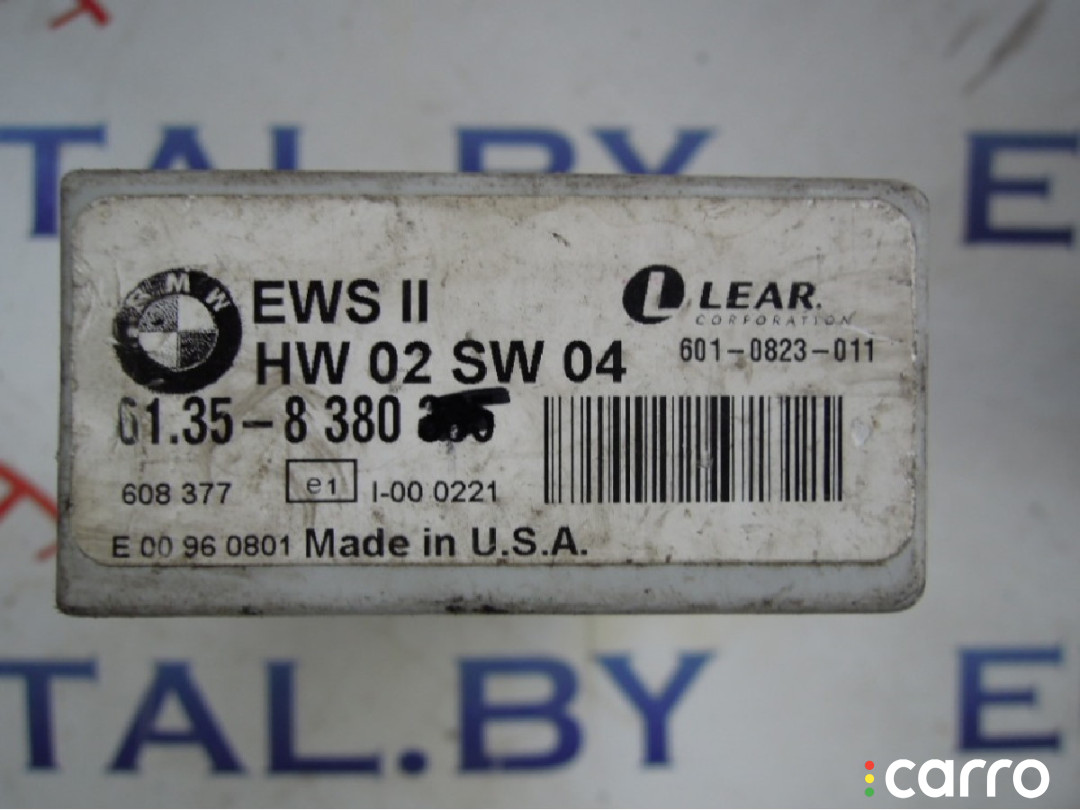 TAL.BY E
BMW
EWS II
HW 02 SW 04
LEAR.
CORPORATION
601-0823-011
61.35-8 380
608 377 e1 I-00 0221
E 00 96 0801 Made in U.S.A.
TAL.BY E
carro